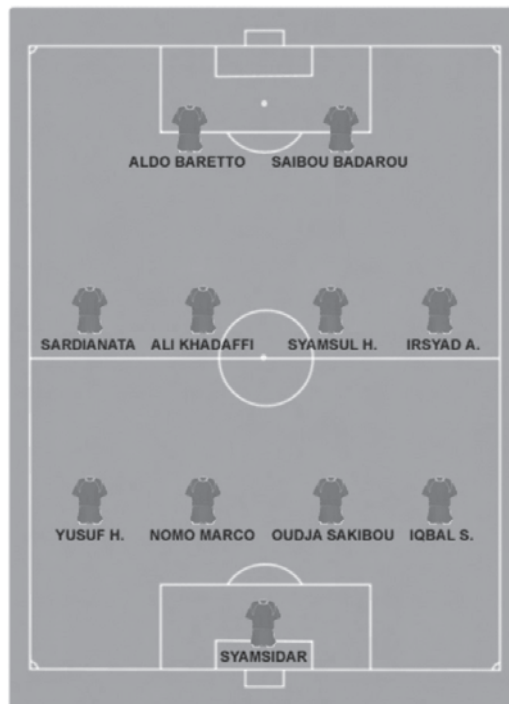 ALDO BARETTO SAIBOU BADAROU
SARDIANATA ALI KHADAFFI SYAMSUL H. IRSYAD A.
YUSUF H. NOMO MARCO OUDJA SAKIBOU IQBAL S.
SYAMSIDAR